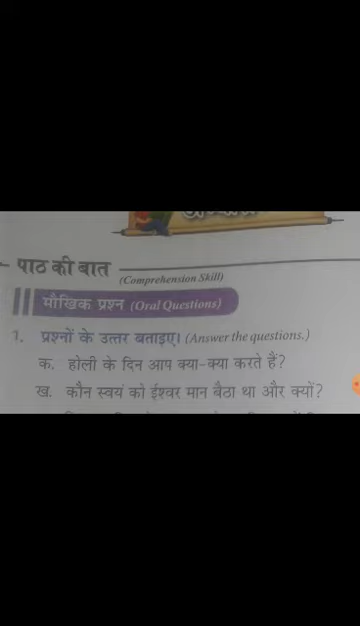 अभ्यास
पाठ की बात
(Comprehension Skill)
मौखिक प्रश्न (Oral Questions)
1. प्रश्नों के उत्तर बताइए। (Answer the questions.)
क. होली के दिन आप क्या-क्या करते हैं?
ख. कौन स्वयं को ईश्वर मान बैठा था और क्यों?